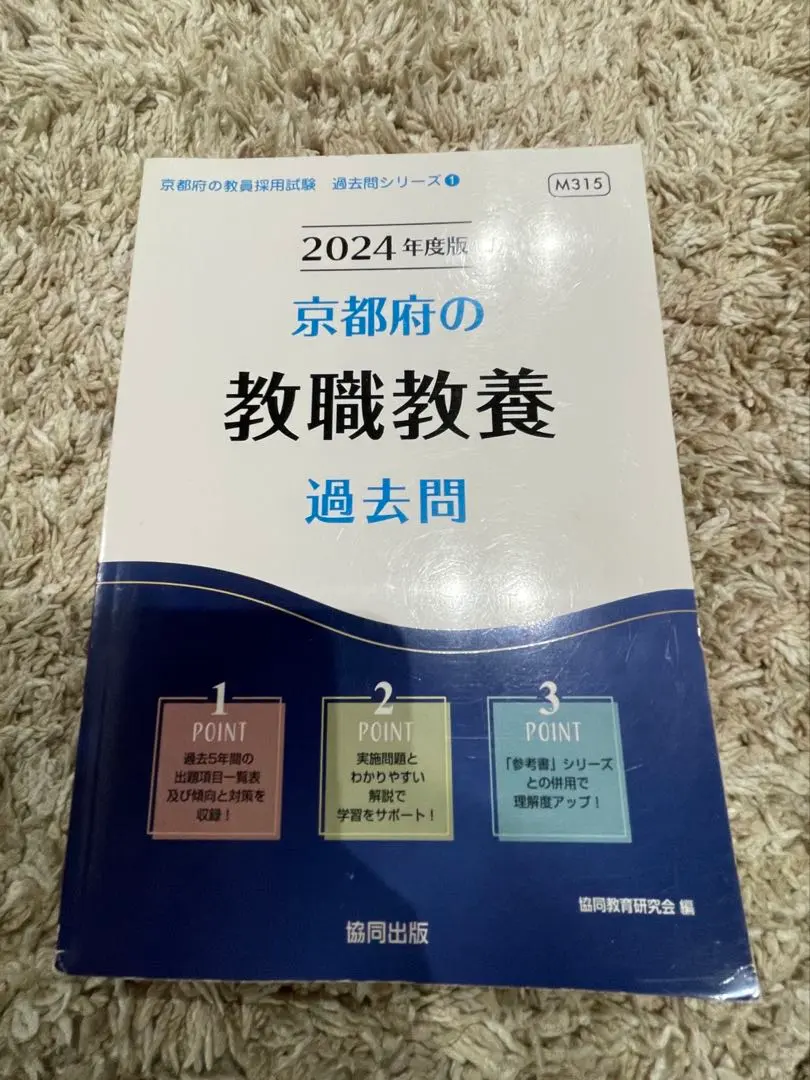 京都府の教員採用試験 過去問シリーズ❶
M315
2024年度版
京都府の
教職教養
過去問
1
POINT
過去5年間の
出題項目一覧表
及び傾向と対策を
収録!
2
POINT
実施問題と
わかりやすい
解説で
学習をサポート!
3
POINT
「参考書」シリーズ
との併用で
理解度アップ!
協同教育研究会 編
協同出版